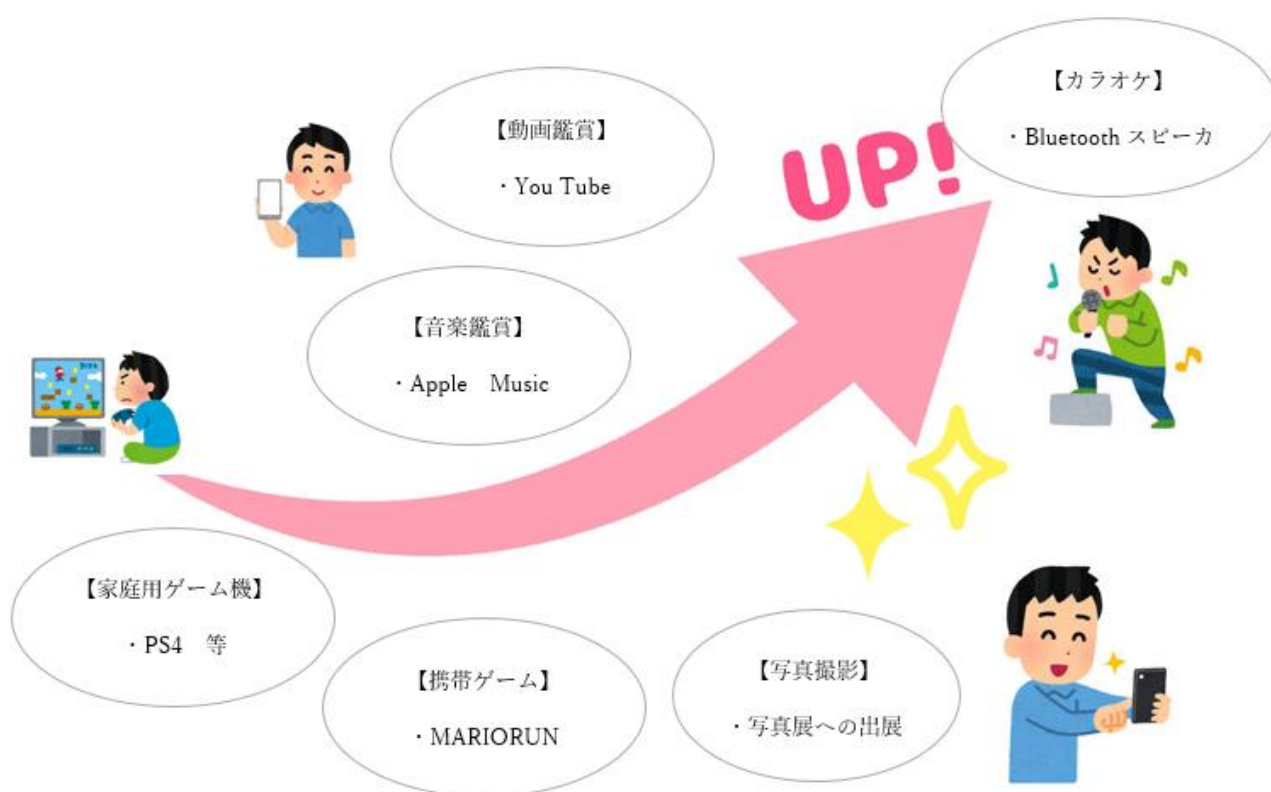 【カラオケ】
・Bluetooth スピーカ
【動画鑑賞】
・You Tube
UP!
【音楽鑑賞】
・Apple　Music
【家庭用ゲーム機】
・PS4　等
【携帯ゲーム】
・MARIORUN
【写真撮影】
・写真展への出展